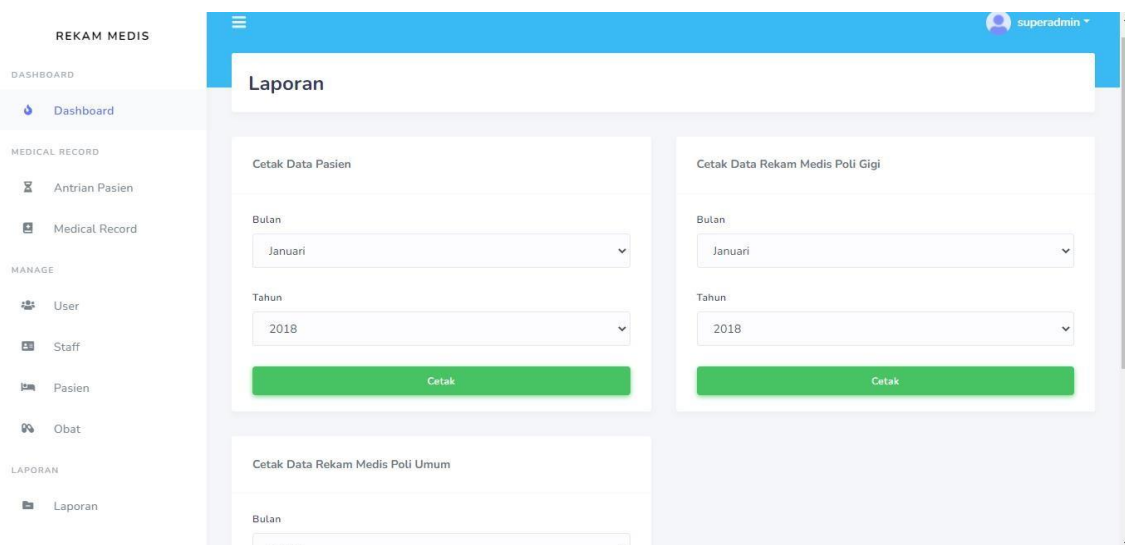 REKAM MEDIS
DASHBOARD
Dashboard
MEDICAL RECORD
Antrian Pasien
Medical Record
MANAGE
User
Staff
Pasien
Obat
LAPORAN
Laporan
superadmin
Laporan
Cetak Data Pasien
Bulan
Januari
Tahun
2018
Cetak
Cetak Data Rekam Medis Poli Gigi
Bulan
Januari
Tahun
2018
Cetak
Cetak Data Rekam Medis Poli Umum
Bulan